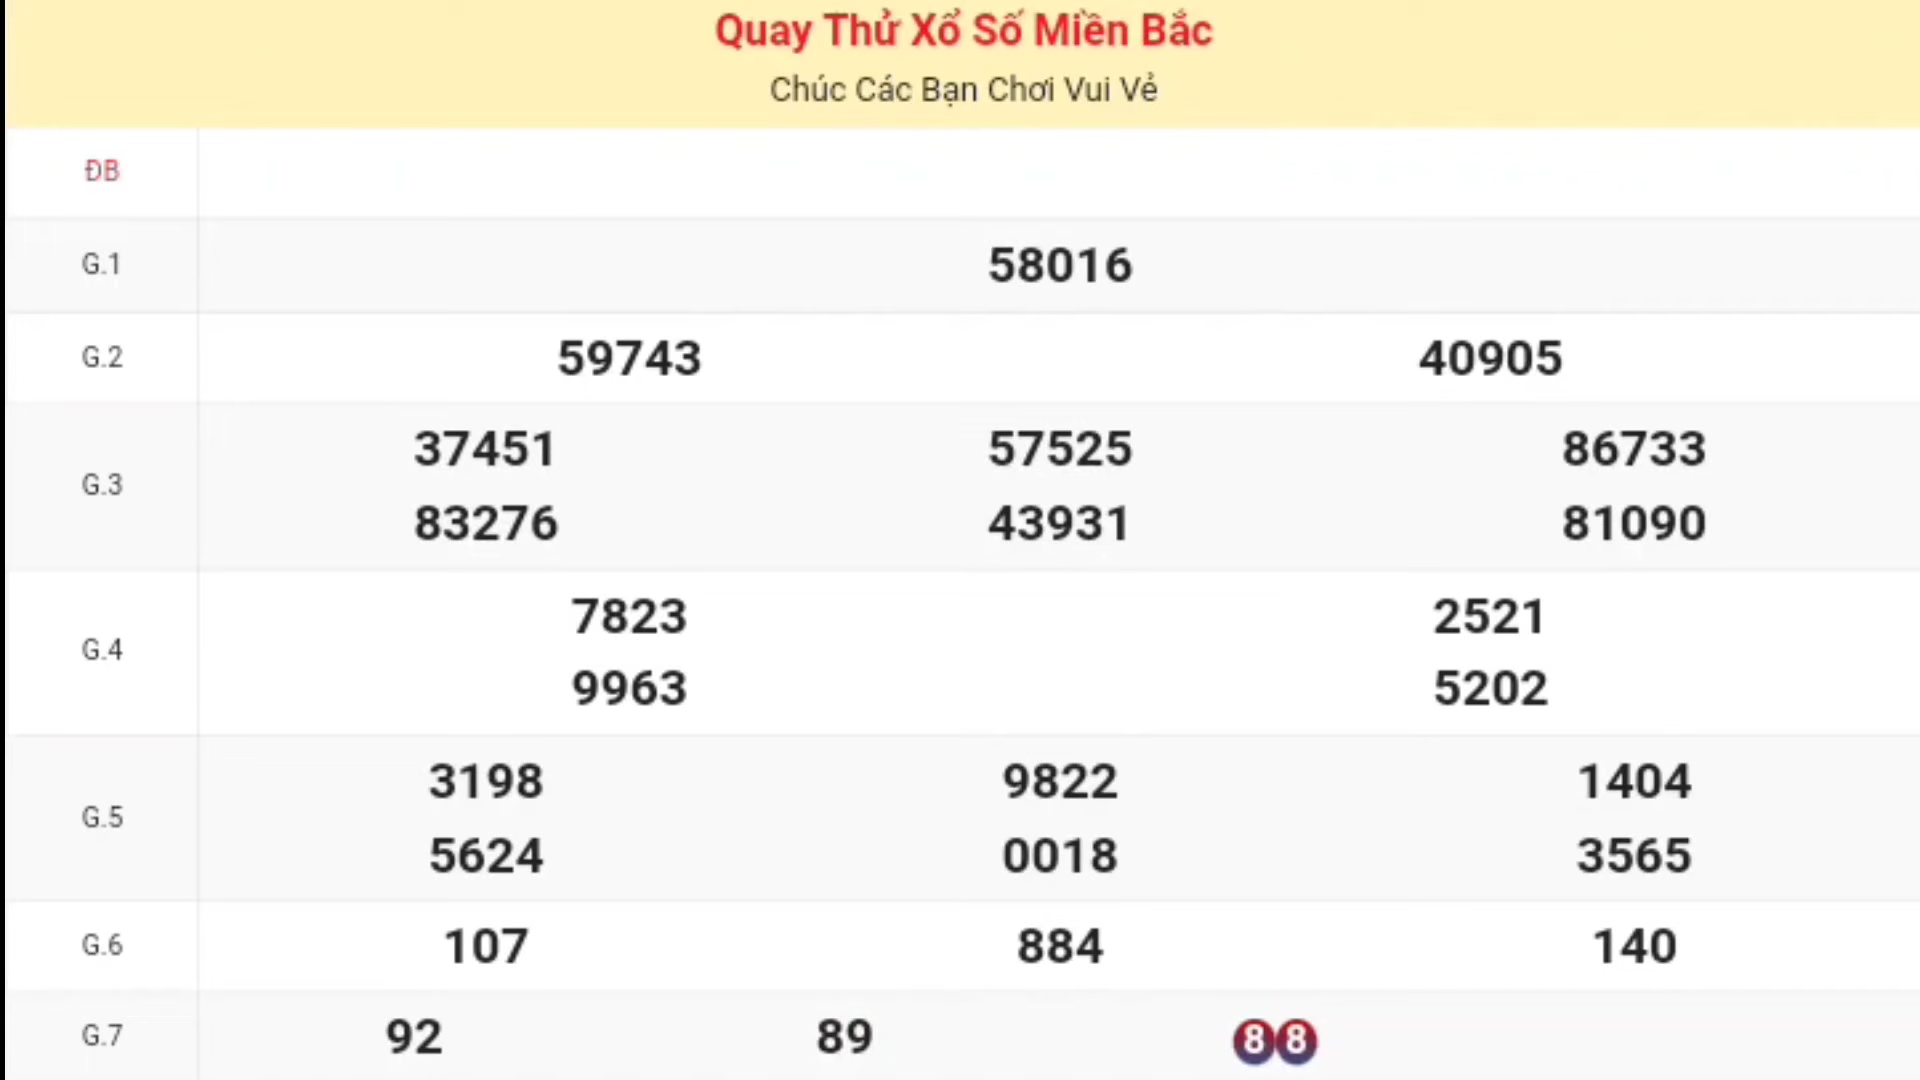 Quay Thử Xổ Số Miền Bắc
Chúc Các Bạn Chơi Vui Vẻ
ĐB
G.1 58016
G.2 59743 40905
G.3
37451 57525 86733
83276 43931 81090
G.4
7823 2521
9963 5202
G.5
3198 9822 1404
5624 0018 3565
G.6 107 884 140
G.7 92 89 88